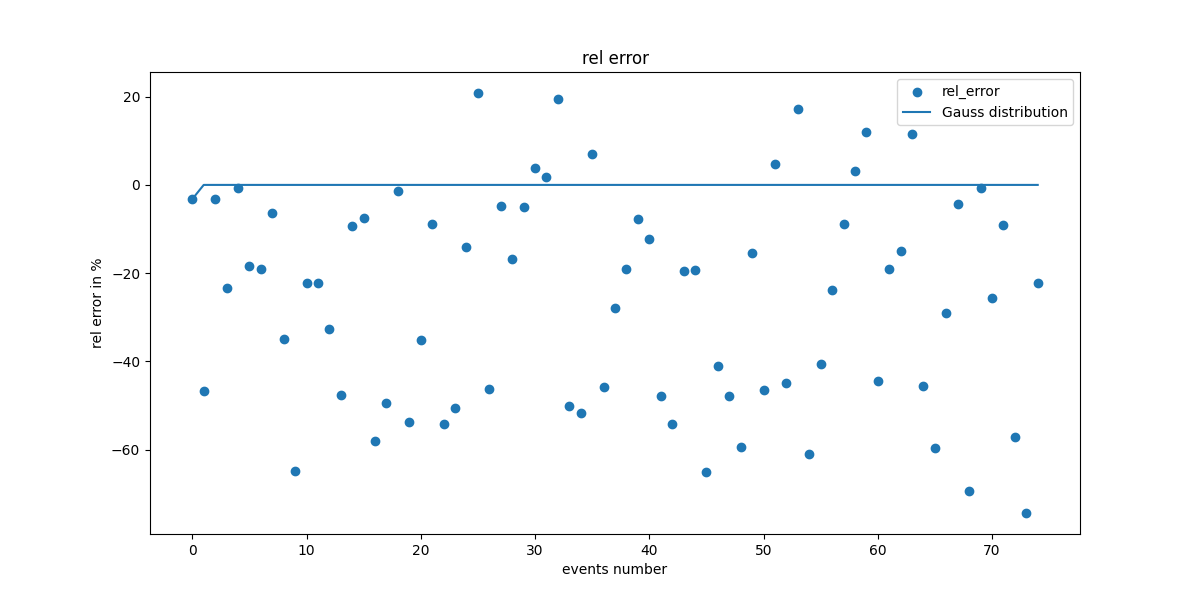 rel error
rel_error
Gauss distribution
rel error in %
20
0
−20
−40
−60
0 10 20 30 40 50 60 70
events number